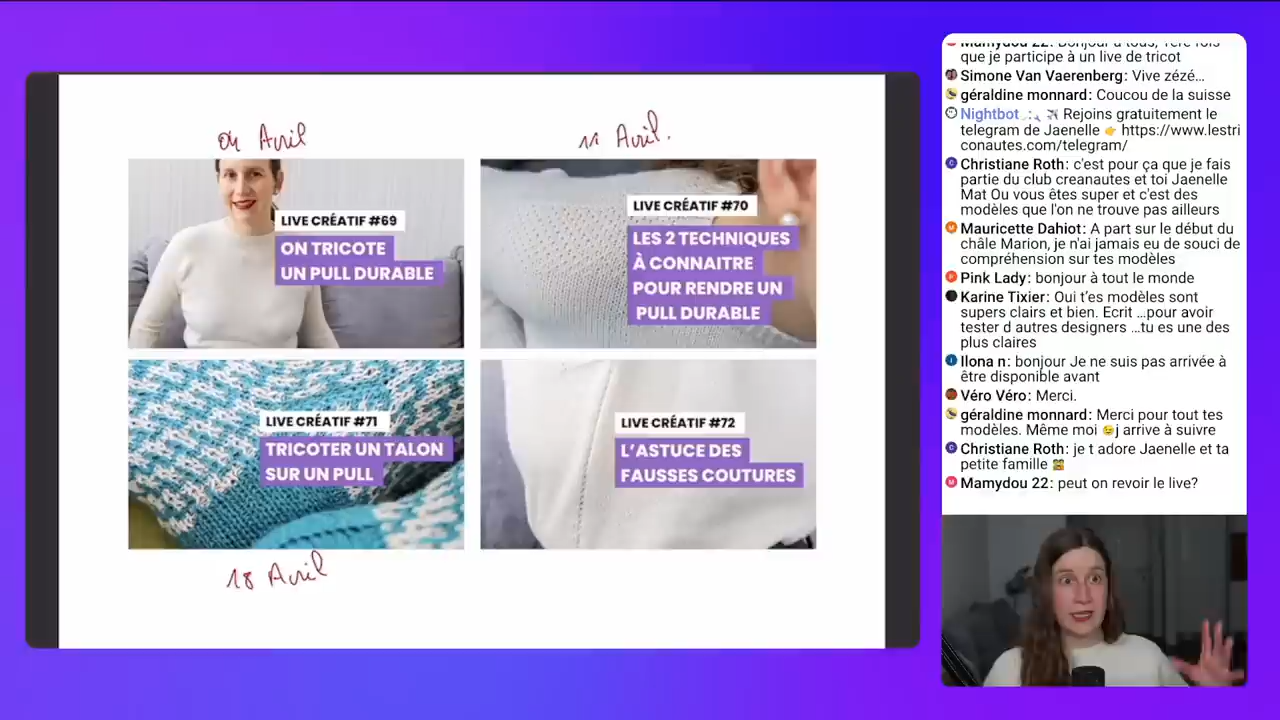 04 Avril
11 Avril.
LIVE CRÉATIF #69
ON TRICOTE
UN PULL DURABLE
LIVE CRÉATIF #70
LES 2 TECHNIQUES
À CONNAITRE
POUR RENDRE UN
PULL DURABLE
LIVE CRÉATIF #71
TRICOTER UN TALON
SUR UN PULL
LIVE CRÉATIF #72
L'ASTUCE DES
FAUSSES COUTURES
18 Avril
Mamydou 22: Bonjour à tous, 1ère fois
que je participe à un live de tricot
Simone Van Vaerenberg: Vive zézé...
géraldine monnard: Coucou de la suisse
Nightbot Rejoins gratuitement le
telegram de Jaenelle 👉 https://www.lestri
conautes.com/telegram/
Christiane Roth: c'est pour ça que je fais
partie du club creanautes et toi Jaenelle
Mat Ou vous êtes super et c'est des
modèles que l'on ne trouve pas ailleurs
Mauricette Dahiot: A part sur le début du
châle Marion, je n'ai jamais eu de souci de
compréhension sur tes modèles
Pink Lady: bonjour à tout le monde
Karine Tixier: Oui t'es modèles sont
supers clairs et bien. Ecrit ...pour avoir
tester d autres designers ...tu es une des
plus claires
Ilona n: bonjour Je ne suis pas arrivée à
être disponible avant
Véro Véro: Merci.
géraldine monnard: Merci pour tout tes
modèles. Même moi 😉j arrive à suivre
Christiane Roth: je t adore Jaenelle et ta
petite famille
Mamydou 22: peut on revoir le live?